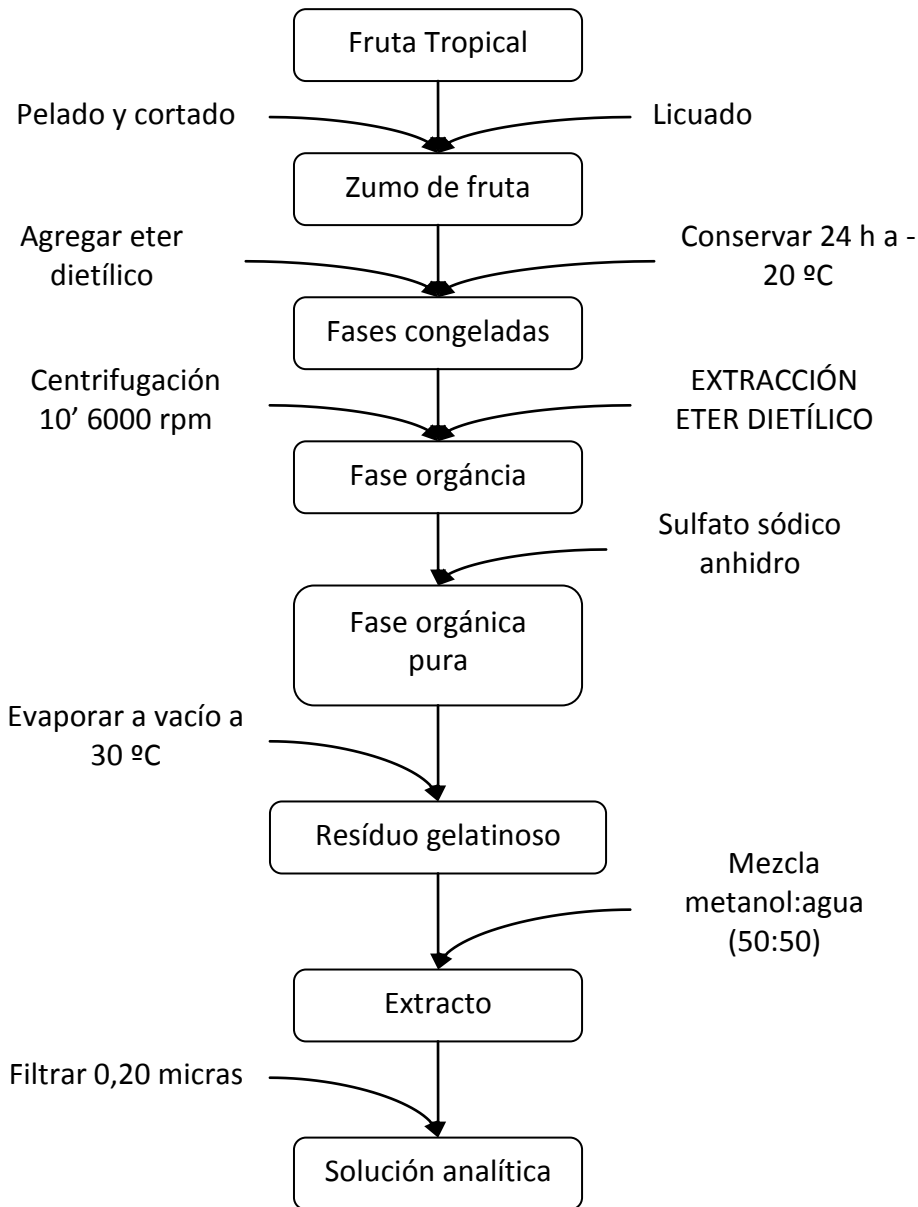 Fruta Tropical
Pelado y cortado
Licuado
Zumo de fruta
Agregar eter
dietílico
Conservar 24 h a -
20 ºC
Fases congeladas
Centrifugación
10’ 6000 rpm
EXTRACCIÓN
ETER DIETÍLICO
Fase orgáncia
Sulfato sódico
anhidro
Fase orgánica
pura
Evaporar a vacío a
30 ºC
Resíduo gelatinoso
Mezcla
metanol:agua
(50:50)
Extracto
Filtrar 0,20 micras
Solución analítica